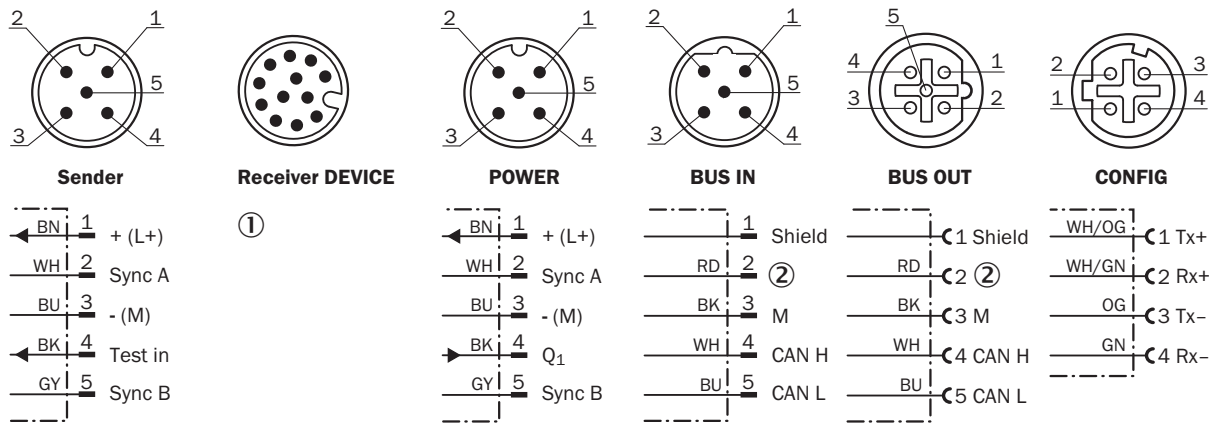 2 1
5
3 4
Sender
BN 1 + (L+)
WH 2 Sync A
BU 3 - (M)
BK 4 Test in
GY 5 Sync B
Receiver DEVICE
①
2 1
5
3 4
POWER
BN 1 + (L+)
WH 2 Sync A
BU 3 - (M)
BK 4 Q₁
GY 5 Sync B
2 1
5
3 4
BUS IN
1 Shield
RD 2 ②
BK 3 M
WH 4 CAN H
BU 5 CAN L
5
4 1
3 2
BUS OUT
1 Shield
RD 2 ②
BK 3 M
WH 4 CAN H
BU 5 CAN L
2 3
1 4
CONFIG
WH/OG 1 Tx+
WH/GN 2 Rx+
OG 3 Tx–
GN 4 Rx–